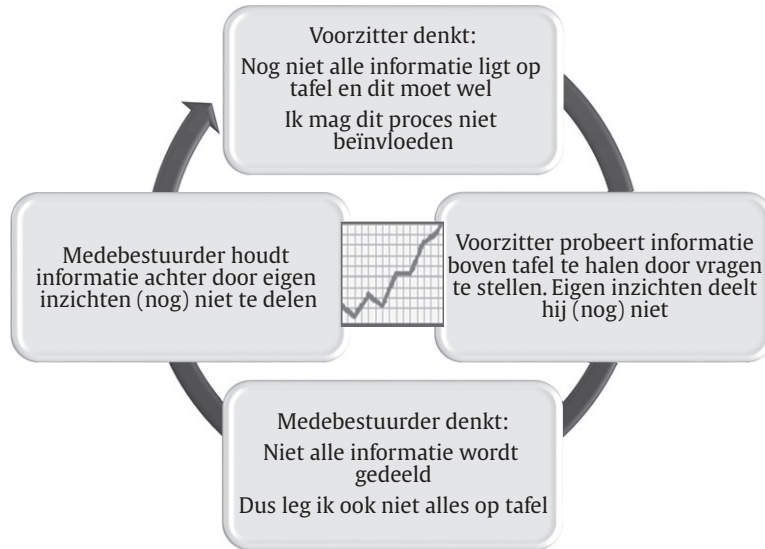 Voorzitter denkt:
Nog niet alle informatie ligt op
tafel en dit moet wel
Ik mag dit proces niet
beïnvloeden
Voorzitter probeert informatie
boven tafel te halen door vragen
te stellen. Eigen inzichten deelt
hij (nog) niet
Medebestuurder denkt:
Niet alle informatie wordt
gedeeld
Dus leg ik ook niet alles op tafel
Medebestuurder houdt
informatie achter door eigen
inzichten (nog) niet te delen